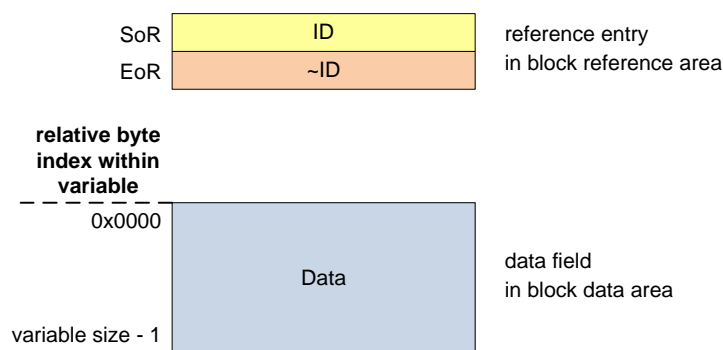 SoR
ID
reference entry
EoR
~ID
in block reference area
relative byte
index within
variable
0x0000
Data
data field
in block data area
variable size - 1